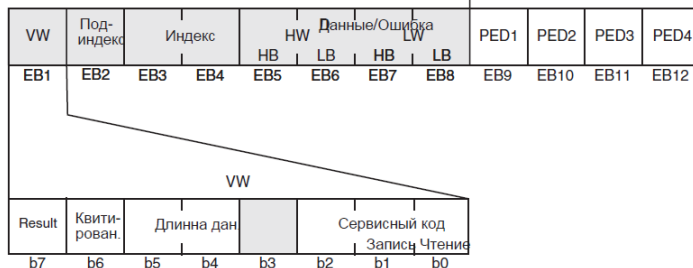 VW Под- индекс Индекс Данные/Ошибка PED1 PED2 PED3 PED4
HW LW
HB LB HB LB
EB1 EB2 EB3 EB4 EB5 EB6 EB7 EB8 EB9 EB10 EB11 EB12
VW
Result Квити- рован. Длинна дан. Сервисный код
Запись Чтение
b7 b6 b5 b4 b3 b2 b1 b0